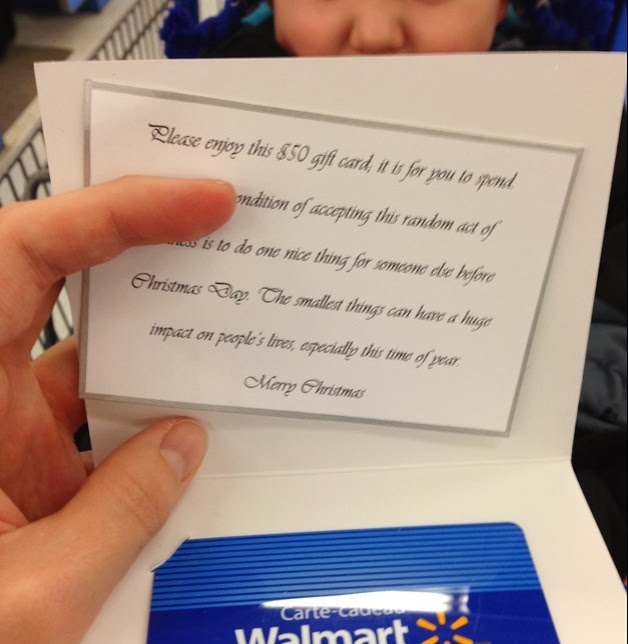 Please enjoy this $50 gift card, it is for you to spend.
ondition of accepting this random act of
ness is to do one nice thing for someone else before
Christmas Day. The smallest things can have a huge
impact on people's lives, especially this time of year.
Merry Christmas
Carte-cadeau
Walmart